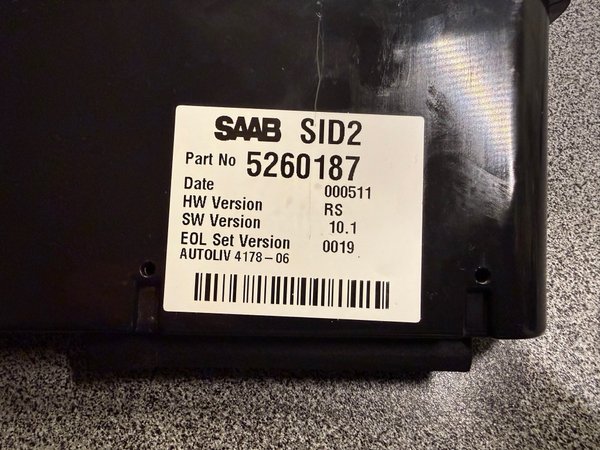 SAAB SID2
Part No 5260187
Date 000511
HW Version RS
SW Version 10.1
EOL Set Version 0019
AUTOLIV 4178-06